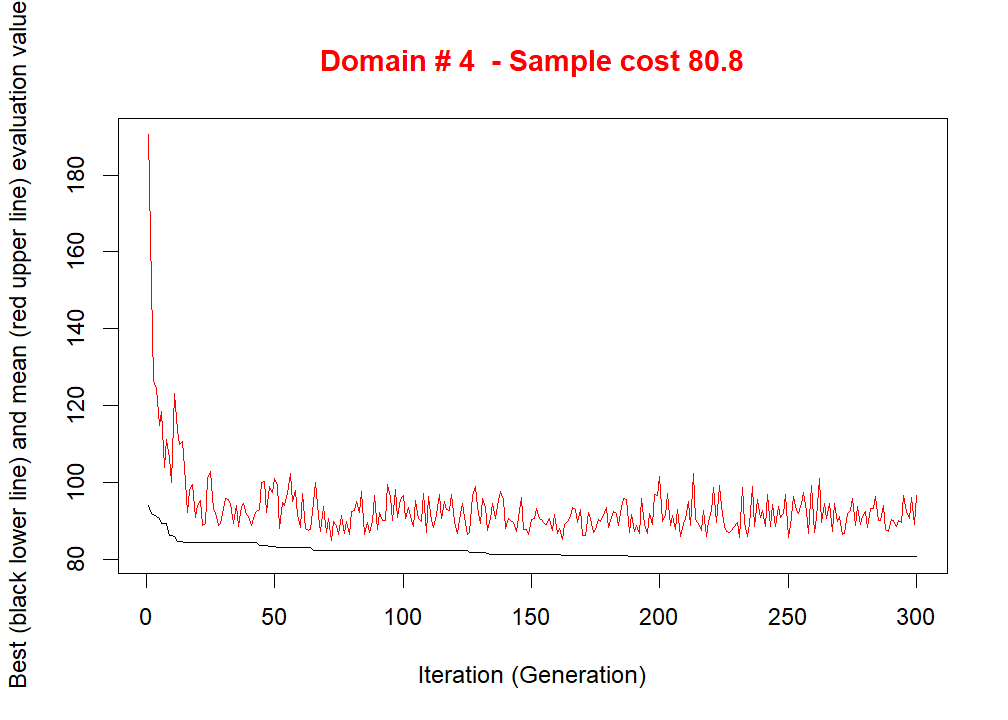 Domain # 4  - Sample cost 80.8
Best (black lower line) and mean (red upper line) evaluation value
180
160
140
120
100
80
0 50 100 150 200 250 300
Iteration (Generation)